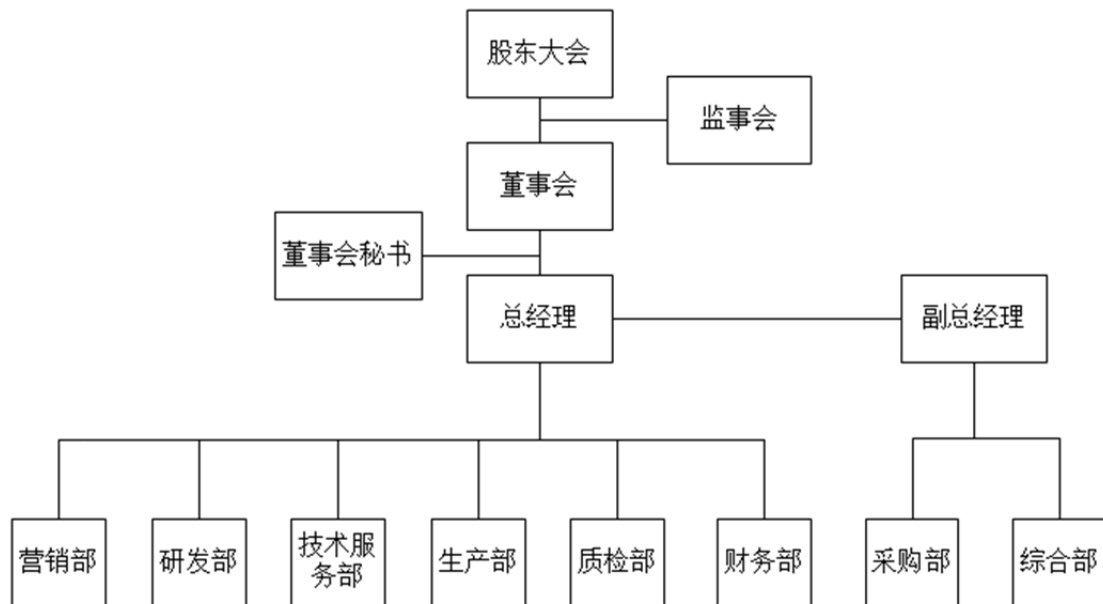 股东大会
监事会
董事会
董事会秘书
总经理
副总经理
营销部
研发部
技术服
务部
生产部
质检部
财务部
采购部
综合部